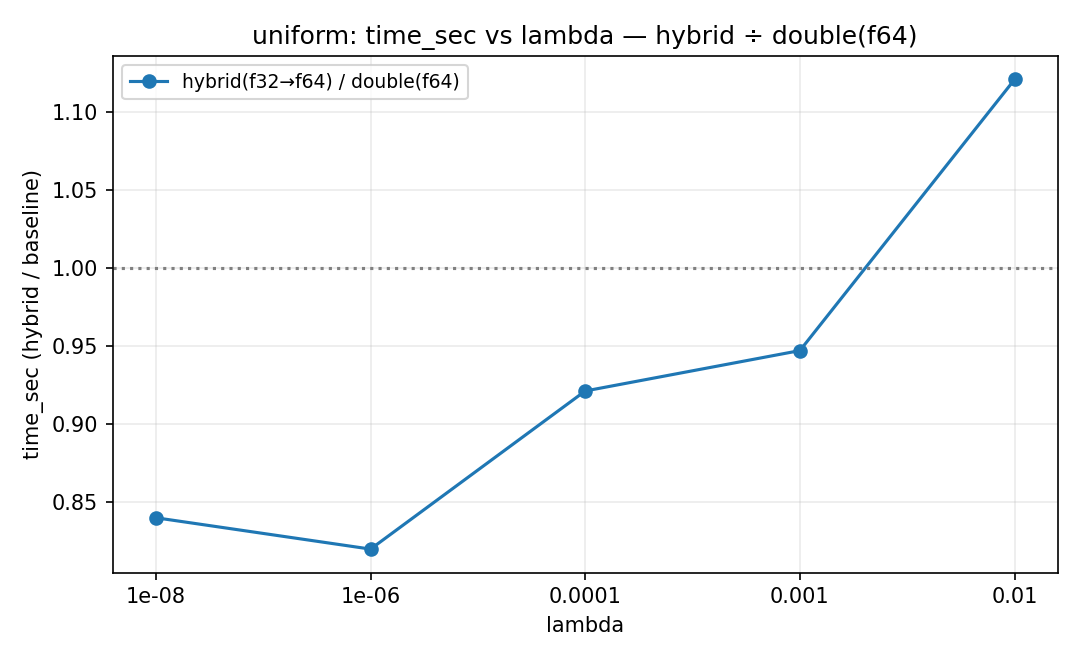 uniform: time_sec vs lambda — hybrid ÷ double(f64)
hybrid(f32→f64) / double(f64)
time_sec (hybrid / baseline)
1.10
1.05
1.00
0.95
0.90
0.85
1e-08
1e-06
0.0001
0.001
0.01
lambda